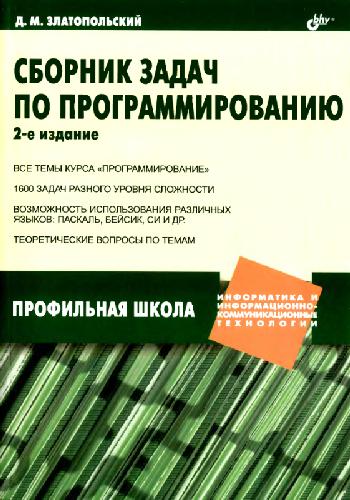 Д. М. ЗЛАТОПОЛЬСКИЙ
bhv
СБОРНИК ЗАДАЧ
ПО ПРОГРАММИРОВАНИЮ
2-е издание
ВСЕ ТЕМЫ КУРСА «ПРОГРАММИРОВАНИЕ»
1600 ЗАДАЧ РАЗНОГО УРОВНЯ СЛОЖНОСТИ
ВОЗМОЖНОСТЬ ИСПОЛЬЗОВАНИЯ РАЗЛИЧНЫХ
ЯЗЫКОВ: ПАСКАЛЬ, БЕЙСИК, СИ И ДР.
ТЕОРЕТИЧЕСКИЕ ВОПРОСЫ ПО ТЕМАМ
ПРОФИЛЬНАЯ ШКОЛА
ИНФОРМАТИКА И
ИНФОРМАЦИОННО-
КОММУНИКАЦИОННЫЕ
ТЕХНОЛОГИИ